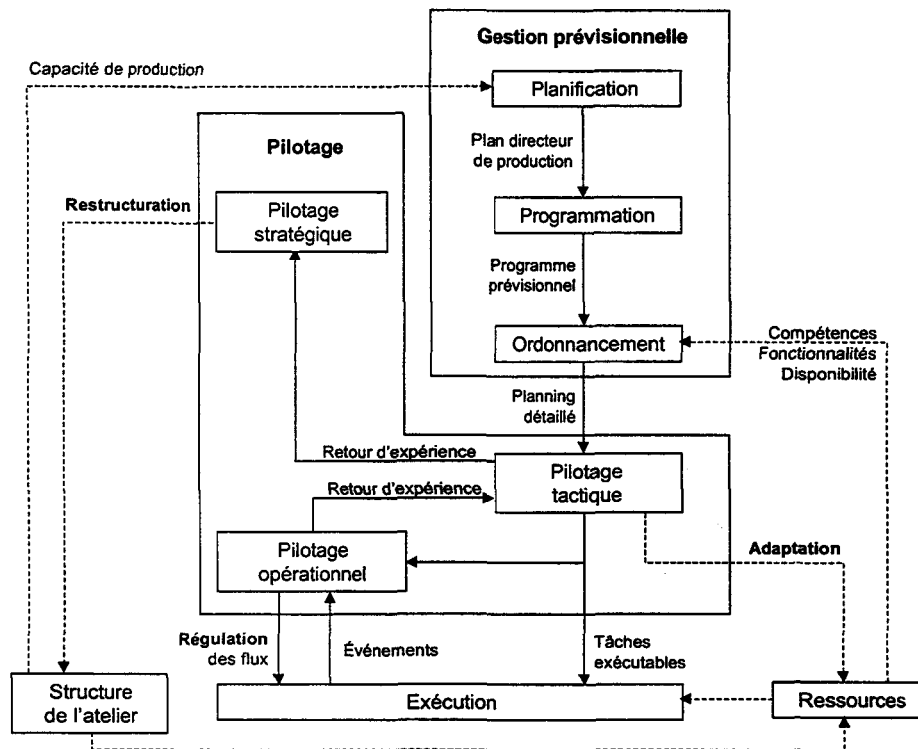 Gestion prévisionnelle
Capacité de production
Planification
Plan directeur
de production
Pilotage
Restructuration
Pilotage
stratégique
Programmation
Programme
prévisionnel
Ordonnancement
Compétences
Fonctionnalités
Disponibilité
Planning
détaillé
Retour d'expérience
Pilotage
tactique
Retour d'expérience
Pilotage
opérationnel
Adaptation
Régulation
des flux
Événements
Tâches
exécutables
Structure
de l'atelier
Exécution
Ressources